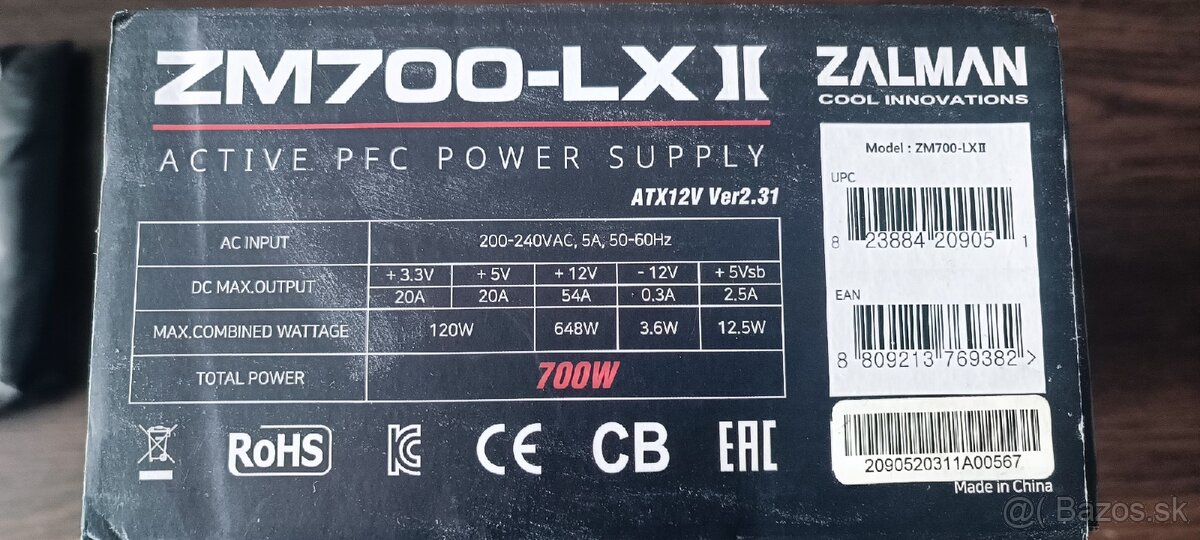 ZM700-LX II
ZALMAN
COOL INNOVATIONS
ACTIVE PFC POWER SUPPLY
ATX12V Ver2.31
AC INPUT 200-240VAC, 5A, 50-60Hz
DC MAX.OUTPUT +3.3V +5V +12V -12V +5Vsb
20A 20A 54A 0.3A 2.5A
MAX.COMBINED WATTAGE 120W 648W 3.6W 12.5W
TOTAL POWER 700W
RoHS KC CE CB EAC
Model : ZM700-LXII
UPC
8 23884 20905 1
EAN
8 809213 769382 >
2090520311A00567
Made in China
@( Bazos.sk